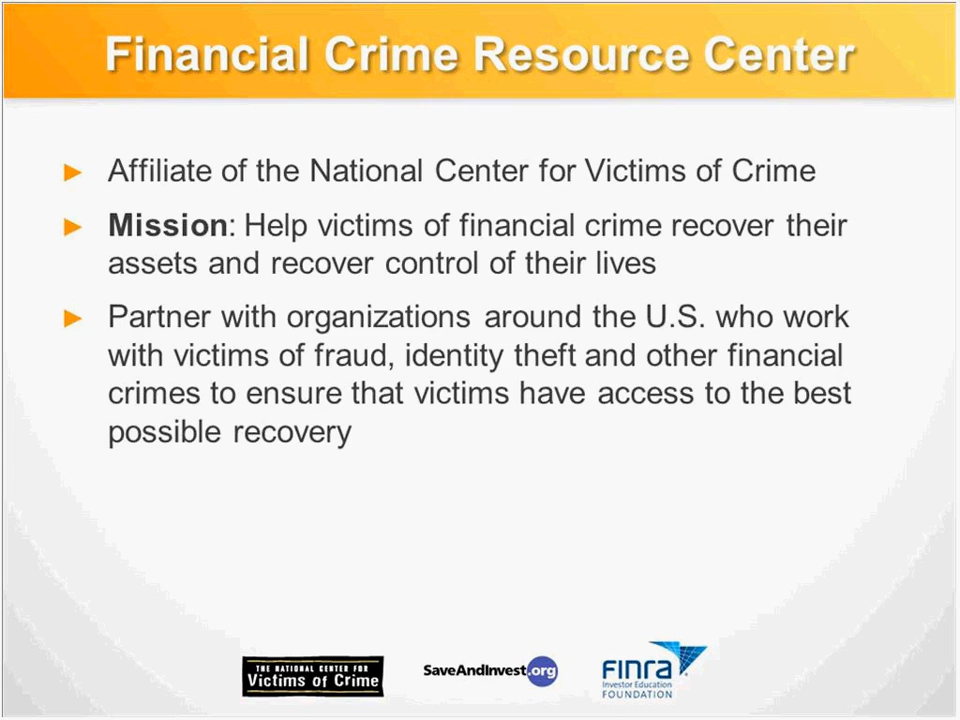 Financial Crime Resource Center
► Affiliate of the National Center for Victims of Crime
► Mission: Help victims of financial crime recover their
assets and recover control of their lives
► Partner with organizations around the U.S. who work
with victims of fraud, identity theft and other financial
crimes to ensure that victims have access to the best
possible recovery
THE NATIONAL CENTER FOR
Victims of Crime
SaveAndInvest.org
FINRA
Investor Education
FOUNDATION